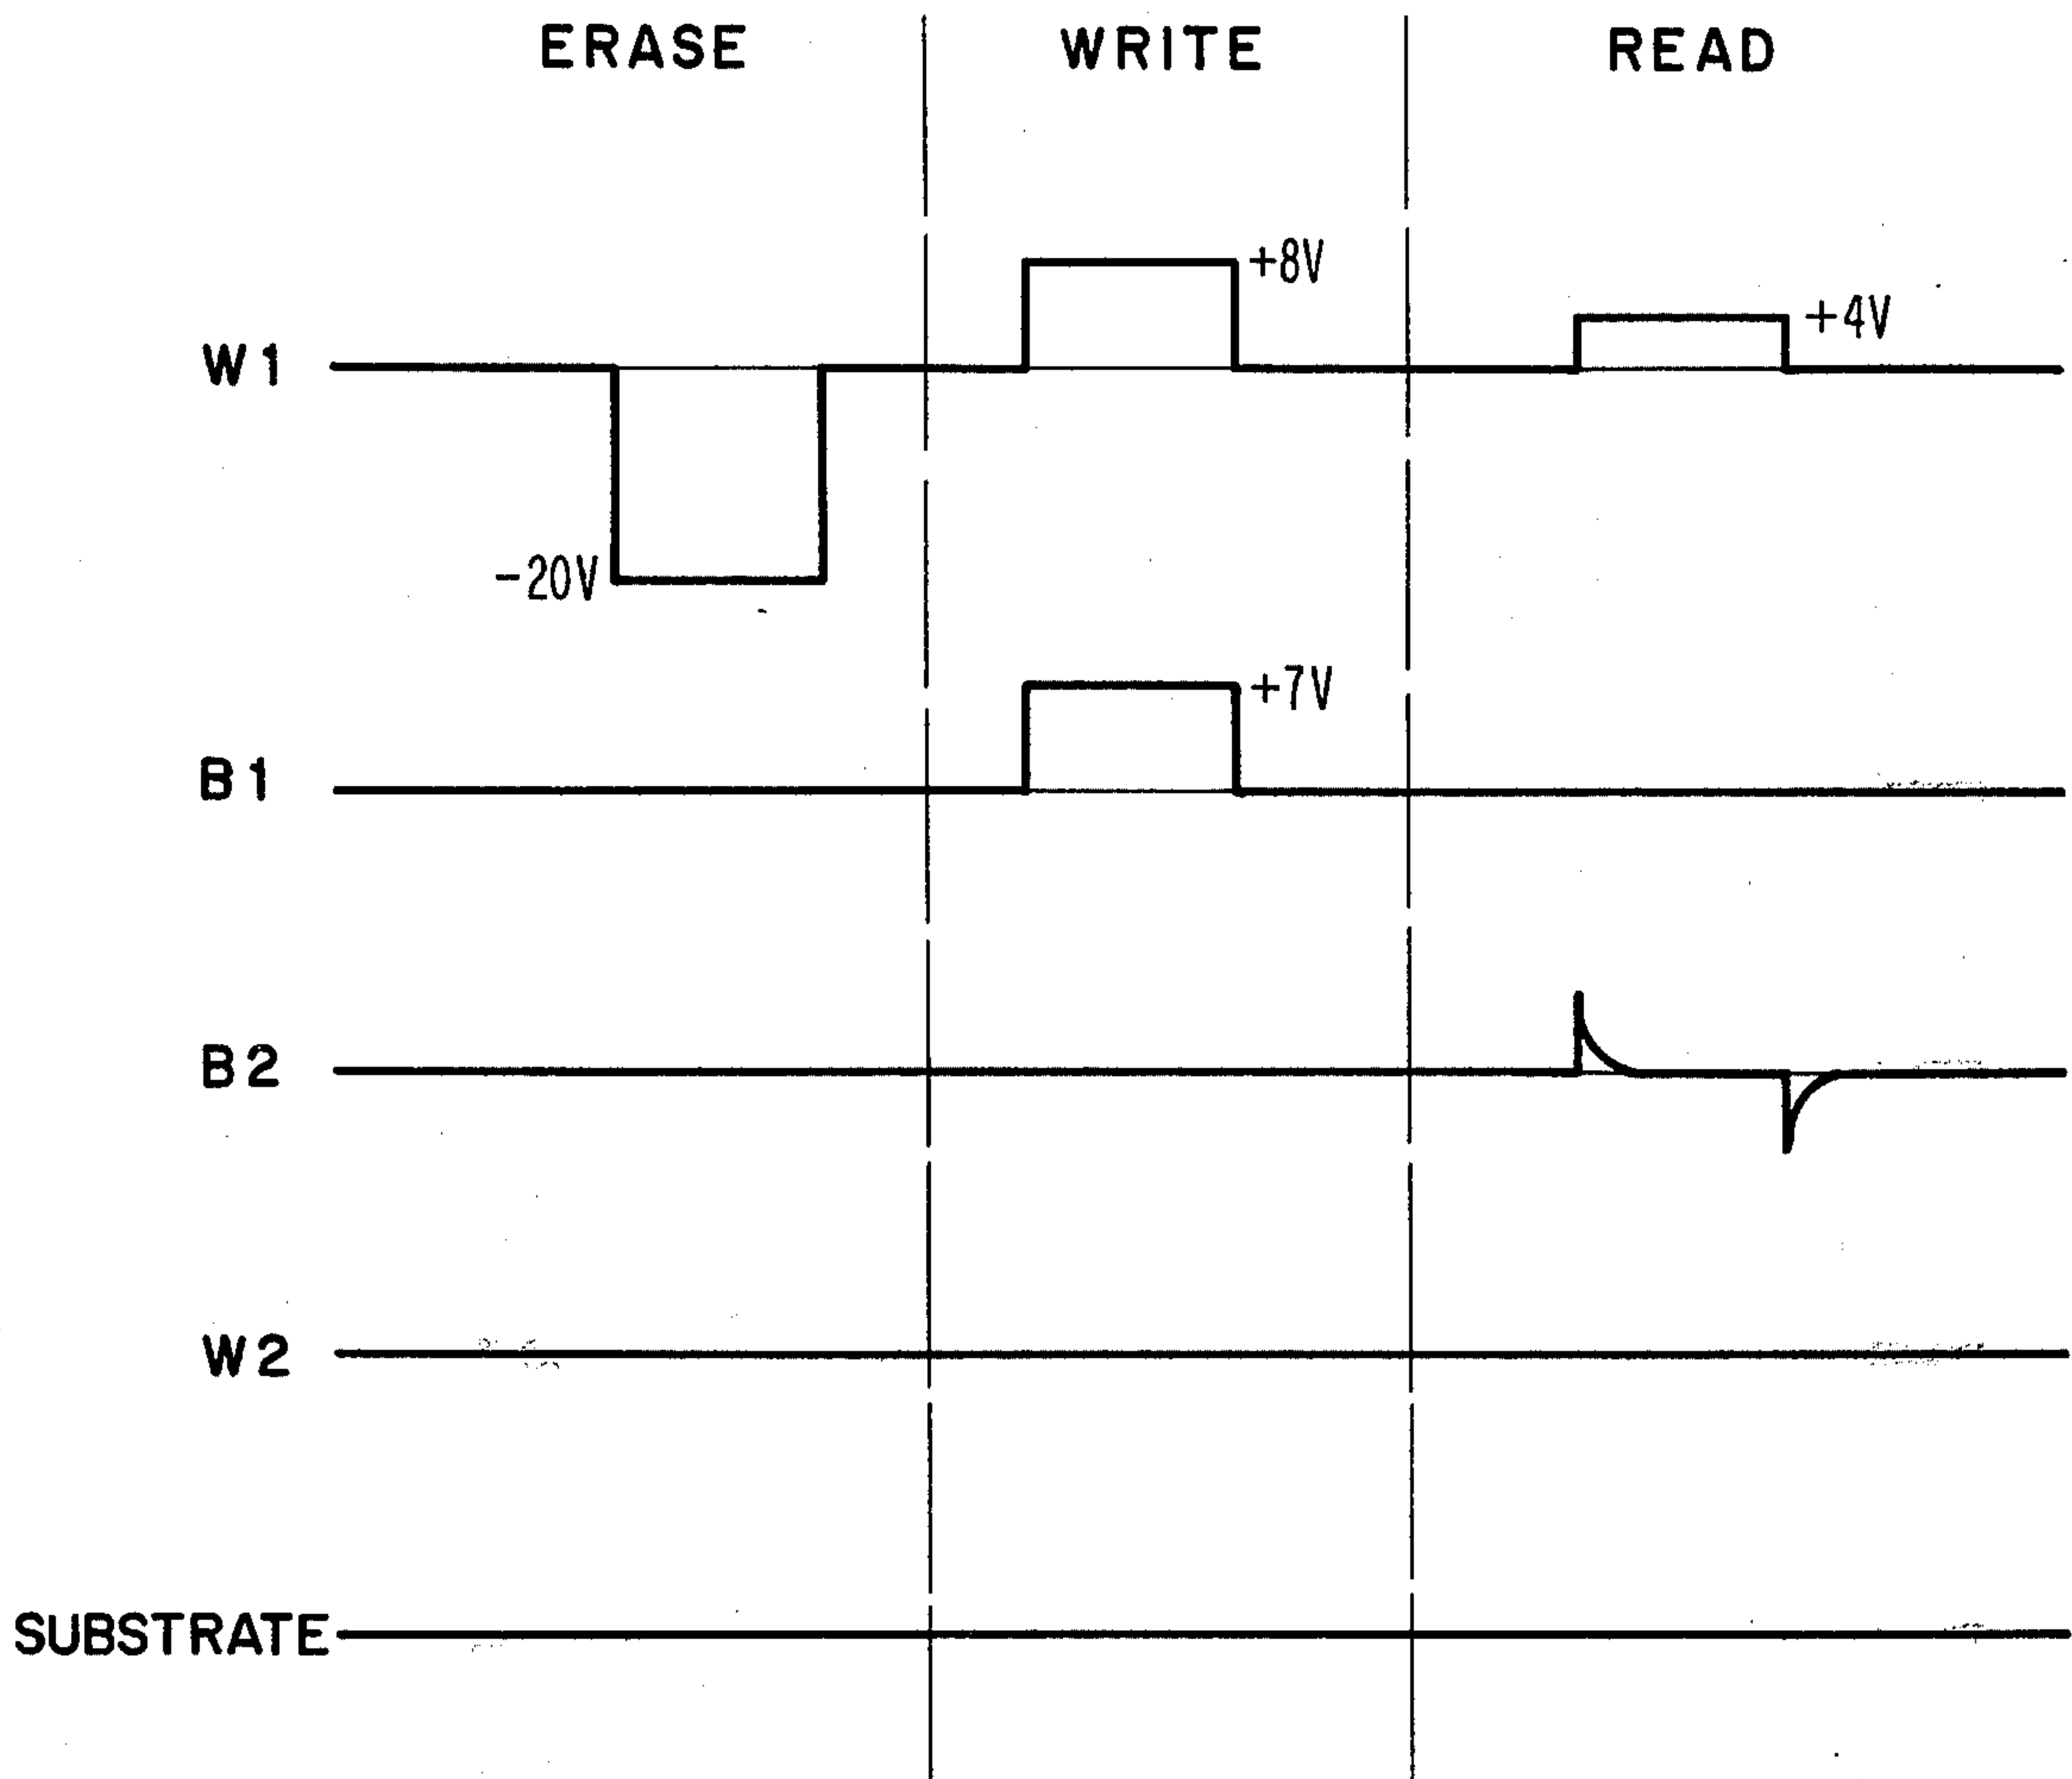 ERASE WRITE READ
+8V
+4V
W1
-20V
+7V
B1
B2
W2
SUBSTRATE